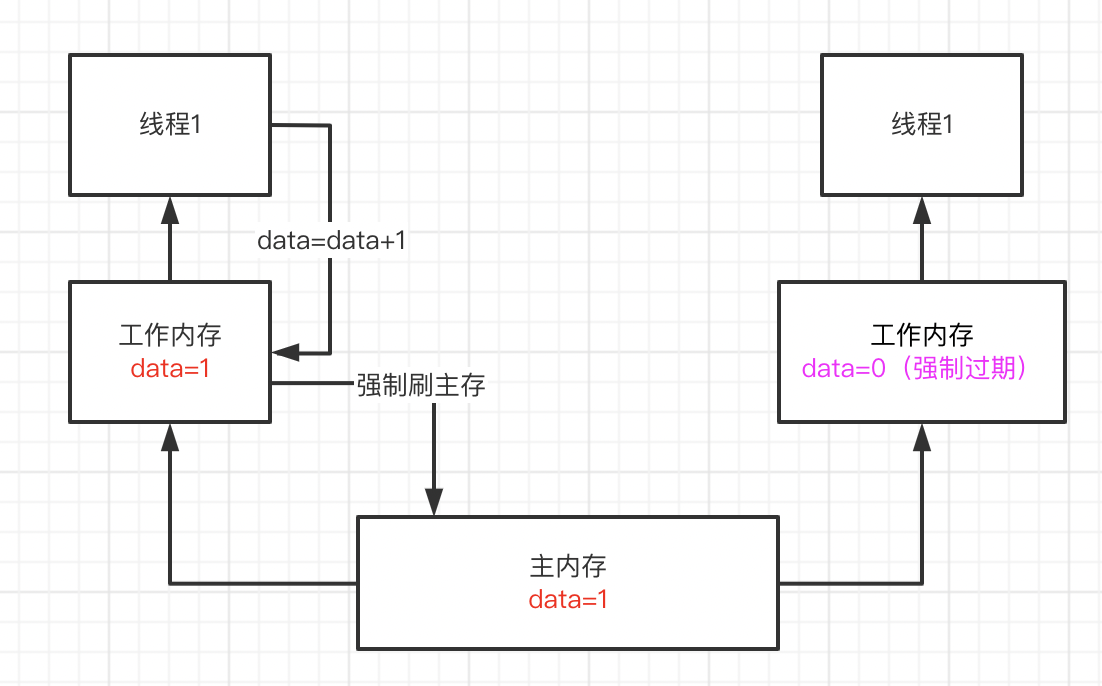 线程1
线程1
data=data+1
工作内存
data=1
工作内存
data=0（强制过期）
强制刷主存
主内存
data=1